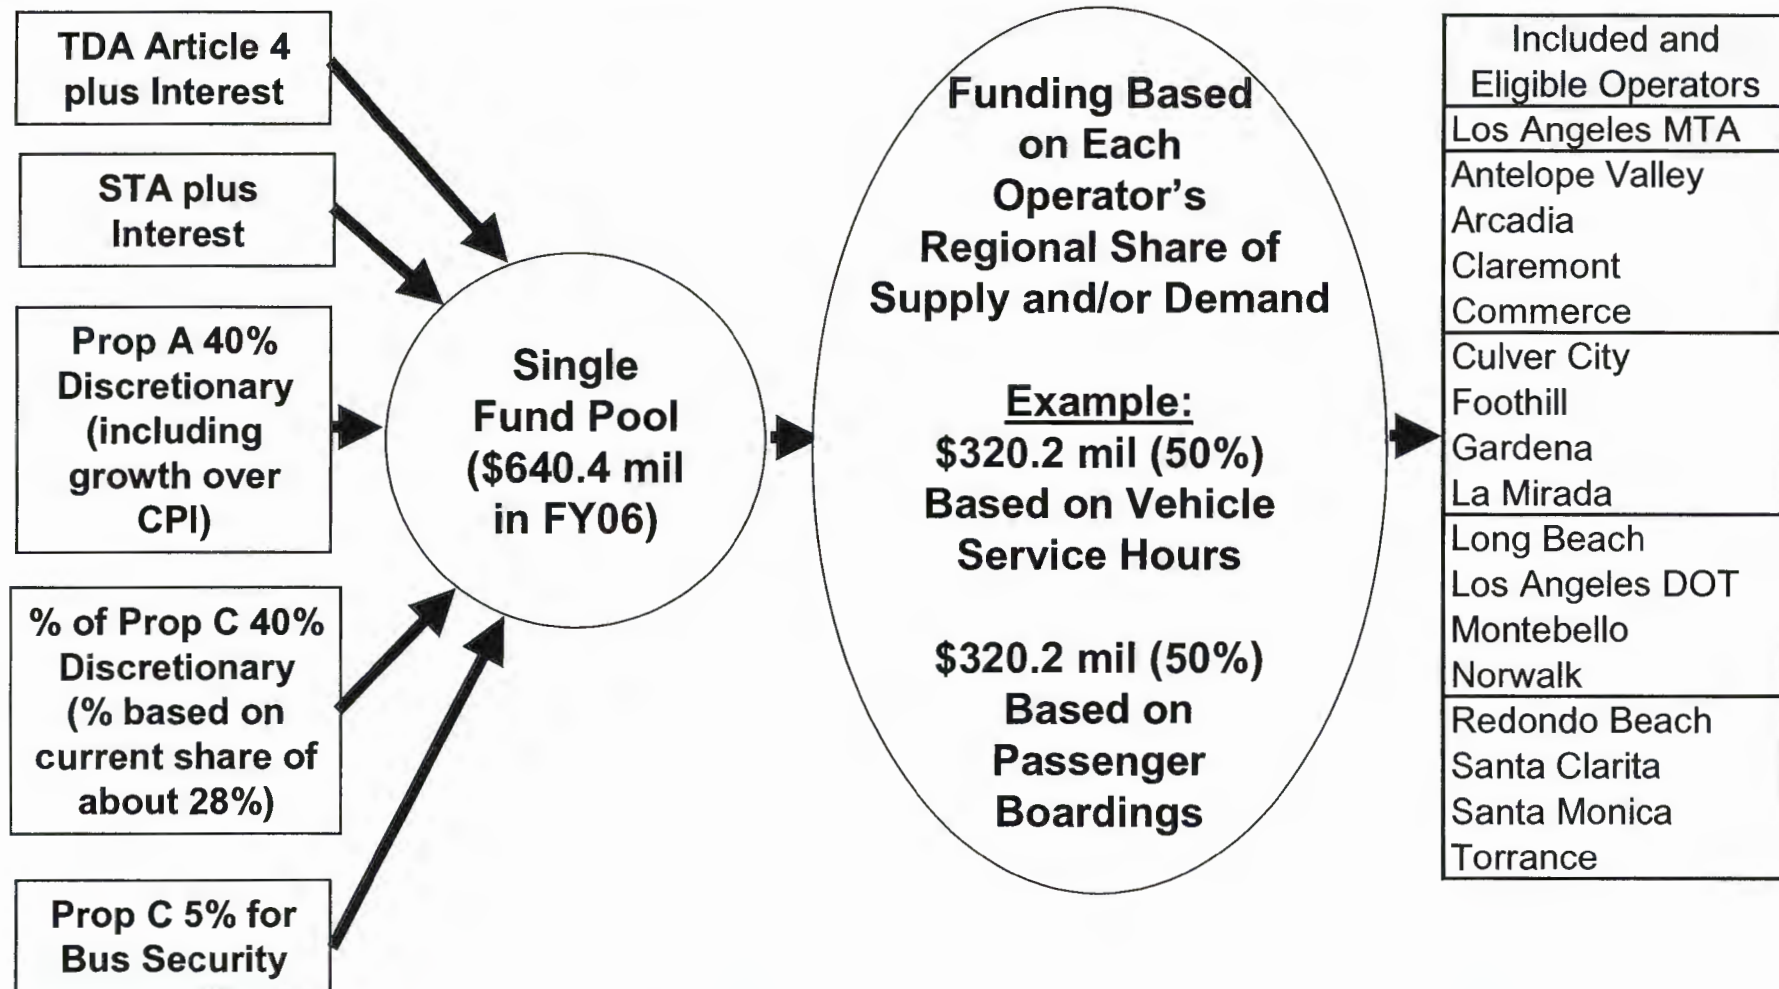 TDA Article 4
plus Interest
STA plus
Interest
Prop A 40%
Discretionary
(including
growth over
CPI)
% of Prop C 40%
Discretionary
(% based on
current share of
about 28%)
Prop C 5% for
Bus Security
Single
Fund Pool
($640.4 mil
in FY06)
Funding Based
on Each
Operator's
Regional Share of
Supply and/or Demand
Example:
$320.2 mil (50%)
Based on Vehicle
Service Hours
$320.2 mil (50%)
Based on
Passenger
Boardings
Included and
Eligible Operators
Los Angeles MTA
Antelope Valley
Arcadia
Claremont
Commerce
Culver City
Foothill
Gardena
La Mirada
Long Beach
Los Angeles DOT
Montebello
Norwalk
Redondo Beach
Santa Clarita
Santa Monica
Torrance